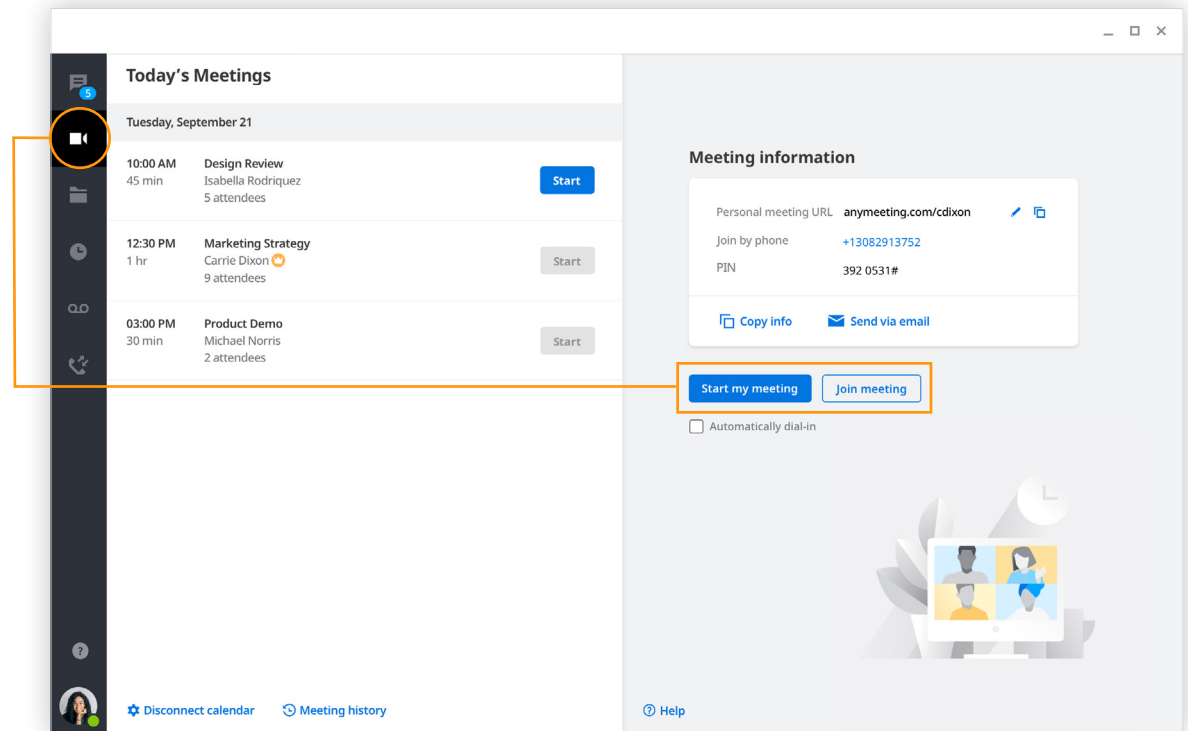 5
Today's Meetings
Tuesday, September 21
10:00 AM Design Review
45 min Isabella Rodriquez
5 attendees
Start
12:30 PM Marketing Strategy
1 hr Carrie Dixon
9 attendees
Start
03:00 PM Product Demo
30 min Michael Norris
2 attendees
Start
Disconnect calendar Meeting history
Meeting information
Personal meeting URL anymeeting.com/cdixon
Join by phone +13082913752
PIN 392 0531#
Copy info Send via email
Start my meeting Join meeting
Automatically dial-in
? Help
?